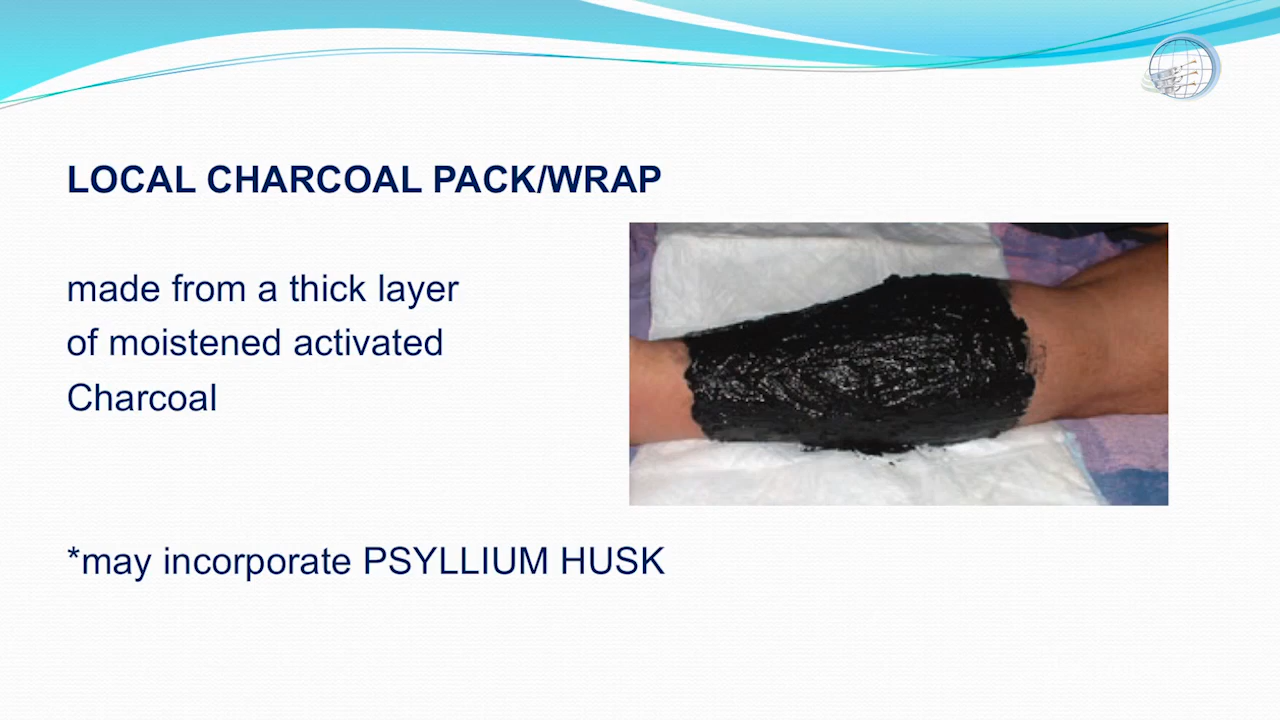 LOCAL CHARCOAL PACK/WRAP
made from a thick layer
of moistened activated
Charcoal
*may incorporate PSYLLIUM HUSK